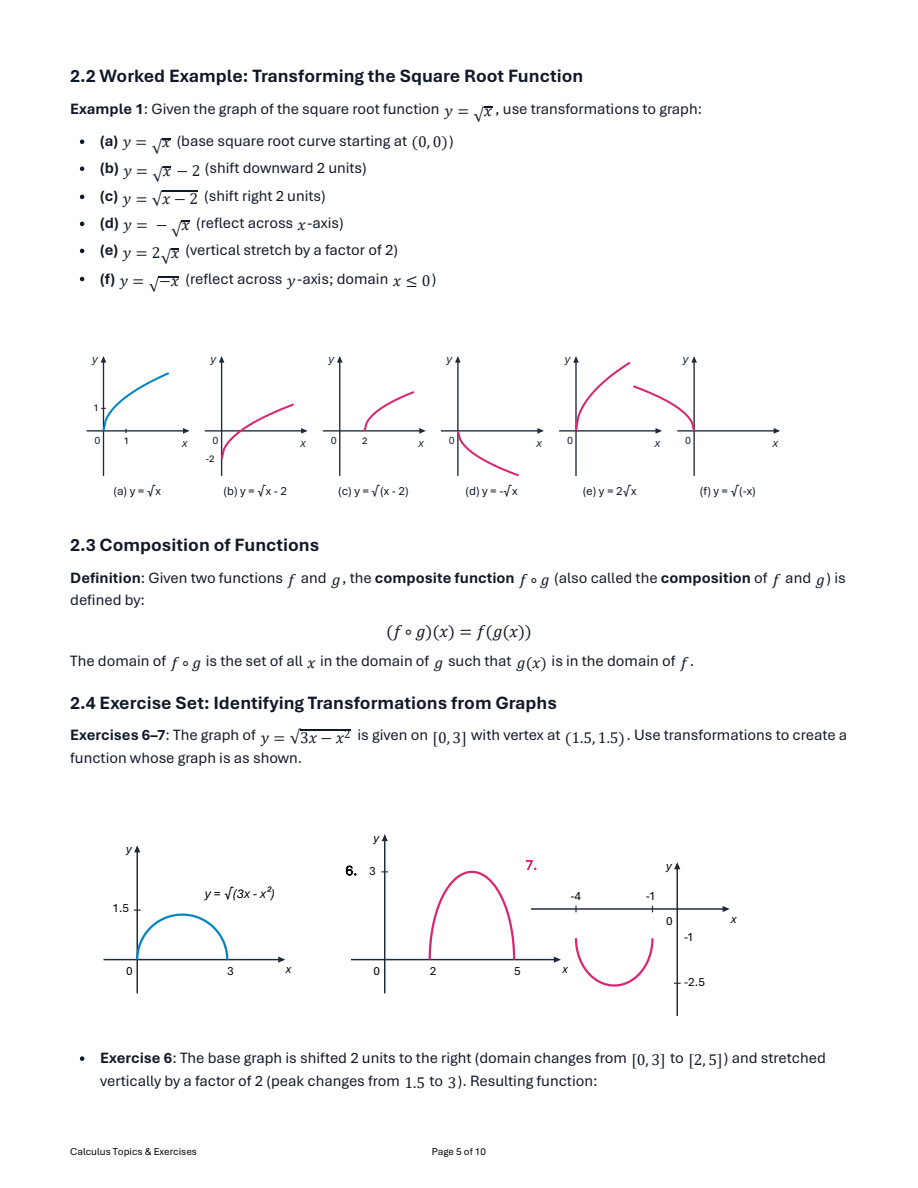 2.2 Worked Example: Transforming the Square Root Function
Example 1: Given the graph of the square root function y = √x, use transformations to graph:
• (a) y = √x (base square root curve starting at (0, 0))
• (b) y = √x − 2 (shift downward 2 units)
• (c) y = √(x − 2) (shift right 2 units)
• (d) y = − √x (reflect across x-axis)
• (e) y = 2√x (vertical stretch by a factor of 2)
• (f) y = √−x (reflect across y-axis; domain x ≤ 0)
y y y y y y
1
0 1 x 0 x 0 2 x 0 x 0 x 0 x
-2
(a) y = √x (b) y = √x - 2 (c) y = √(x - 2) (d) y = -√x (e) y = 2√x (f) y = √(-x)
2.3 Composition of Functions
Definition: Given two functions f and g, the composite function f ∘ g (also called the composition of f and g) is
defined by:
(f ∘ g)(x) = f(g(x))
The domain of f ∘ g is the set of all x in the domain of g such that g(x) is in the domain of f.
2.4 Exercise Set: Identifying Transformations from Graphs
Exercises 6–7: The graph of y = √(3x − x²) is given on [0, 3] with vertex at (1.5, 1.5). Use transformations to create a
function whose graph is as shown.
y
y = √(3x - x²)
1.5
0 3 x
6.
y
3
0 2 5 x
7.
y
-4 -1
0 x
-1
-2.5
• Exercise 6: The base graph is shifted 2 units to the right (domain changes from [0, 3] to [2, 5]) and stretched
vertically by a factor of 2 (peak changes from 1.5 to 3). Resulting function:
Calculus Topics & Exercises Page 5 of 10